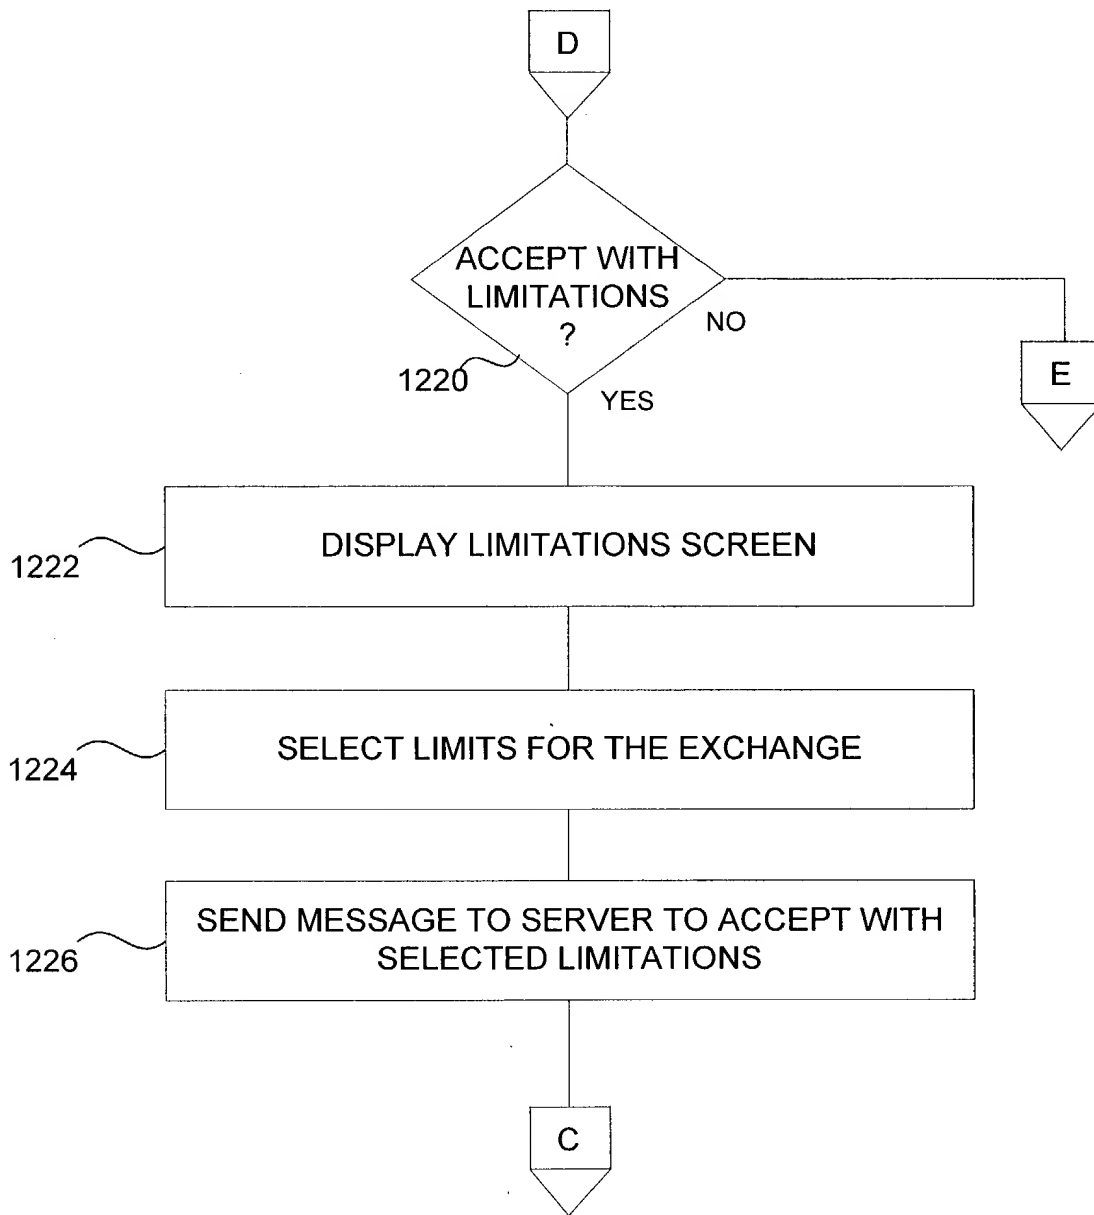 D
ACCEPT WITH
LIMITATIONS
?
NO
1220
YES
E
DISPLAY LIMITATIONS SCREEN
1222
SELECT LIMITS FOR THE EXCHANGE
1224
SEND MESSAGE TO SERVER TO ACCEPT WITH
SELECTED LIMITATIONS
1226
C